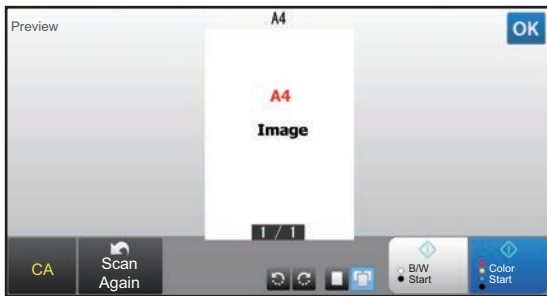 Preview
A4
OK
A4
Image
1 / 1
CA
Scan
Again
B/W
Start
Color
Start